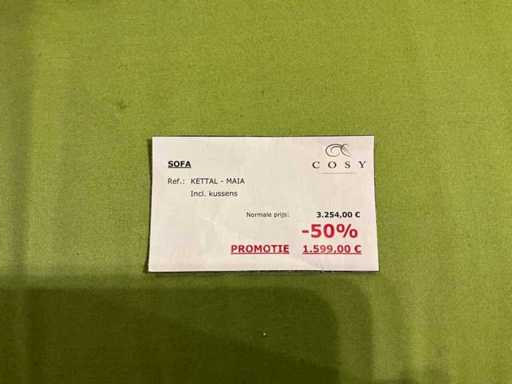 SOFA
COSY
Ref.: KETTAL - MAIA
Incl. kussens
Normale prijs: 3.254,00 €
-50%
PROMOTIE 1.599,00 €